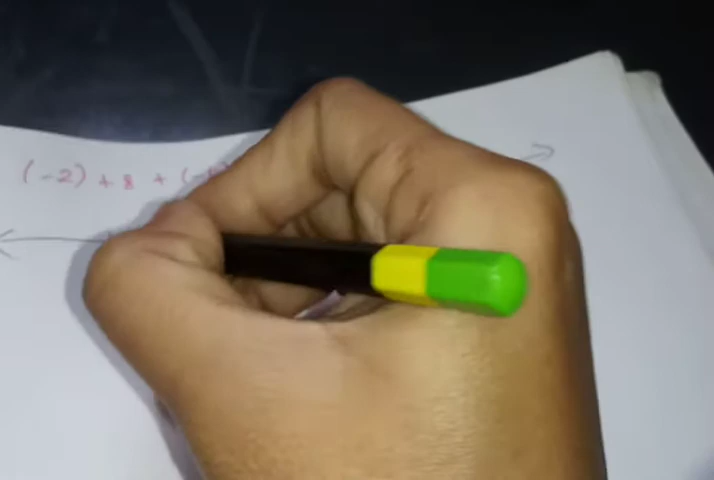 (-2) + 8 + (-